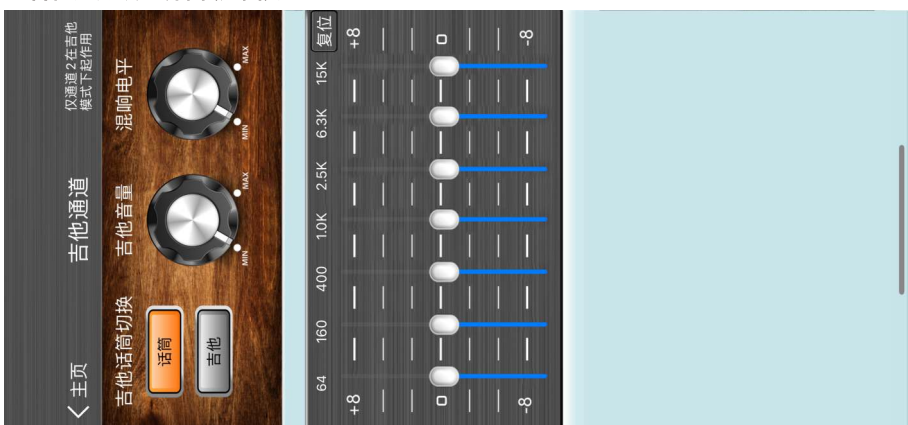 主页
吉他通道
仅通道2在吉他
模式下起作用
吉他话筒切换
吉他音量
混响电平
话筒
吉他
MIN
MAX
MIN
MAX
复位
64
160
400
1.0K
2.5K
6.3K
15K
+8
+8
0
0
-8
-8